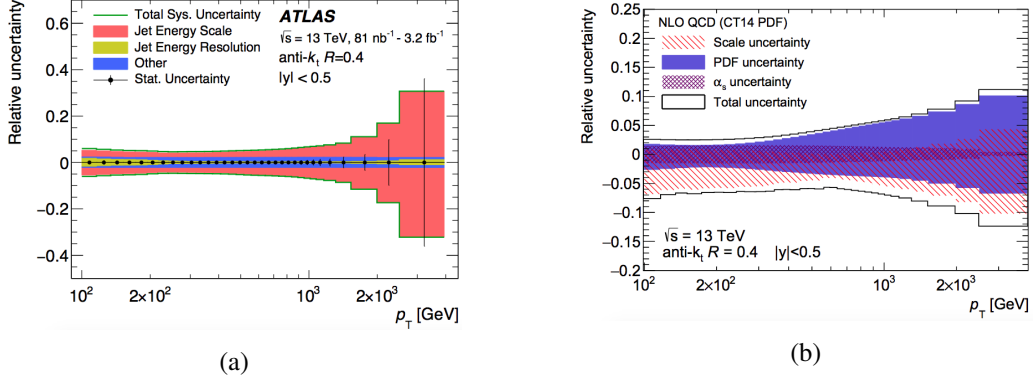 Relative uncertainty
0.8
0.6
0.4
0.2
0
−0.2
−0.4
Total Sys. Uncertainty
Jet Energy Scale
Jet Energy Resolution
Other
Stat. Uncertainty
ATLAS
√s = 13 TeV, 81 nb⁻¹ - 3.2 fb⁻¹
anti-kₜ R=0.4
|y| < 0.5
10² 2×10² 10³ 2×10³
p_T [GeV]
(a)
Relative uncertainty
0.25
0.2
0.15
0.1
0.05
0
−0.05
−0.1
−0.15
−0.2
NLO QCD (CT14 PDF)
Scale uncertainty
PDF uncertainty
αₛ uncertainty
Total uncertainty
√s = 13 TeV
anti-kₜ R = 0.4 |y|<0.5
10² 2×10² 10³ 2×10³
p_T [GeV]
(b)